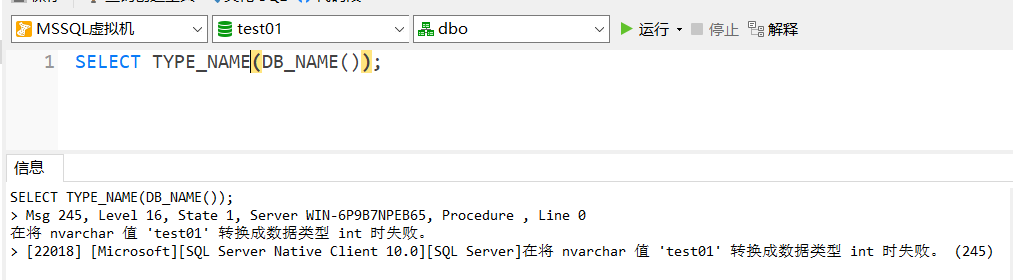 MSSQL虚拟机 test01 dbo 运行 停止 解释
1 SELECT TYPE_NAME(DB_NAME());
信息
SELECT TYPE_NAME(DB_NAME());
> Msg 245, Level 16, State 1, Server WIN-6P9B7NPEB65, Procedure , Line 0
在将 nvarchar 值 'test01' 转换成数据类型 int 时失败。
> [22018] [Microsoft][SQL Server Native Client 10.0][SQL Server]在将 nvarchar 值 'test01' 转换成数据类型 int 时失败。 (245)